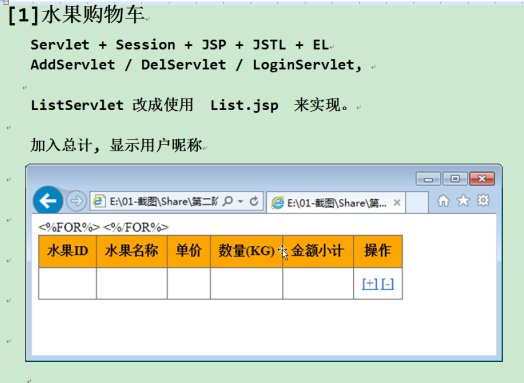 [1]水果购物车
Servlet + Session + JSP + JSTL + EL
AddServlet / DelServlet / LoginServlet,
ListServlet 改成使用 List.jsp 来实现。
加入总计, 显示用户昵称
E:\01-截图\Share\第二阶
E:\01-截图\Share\第...
<%FOR%> <%/FOR%>
水果ID 水果名称 单价 数量(KG) 金额小计 操作
[+] [-]